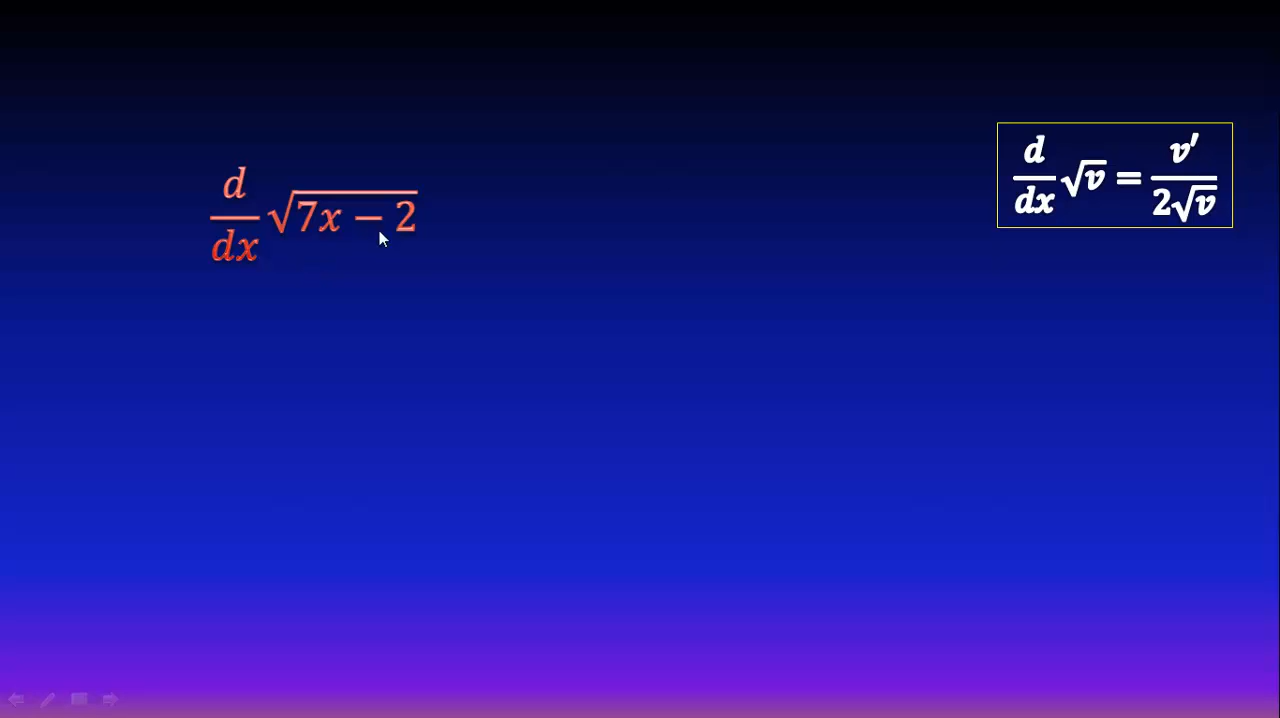 d/dx √(7x − 2)
d/dx √v = v′/(2√v)